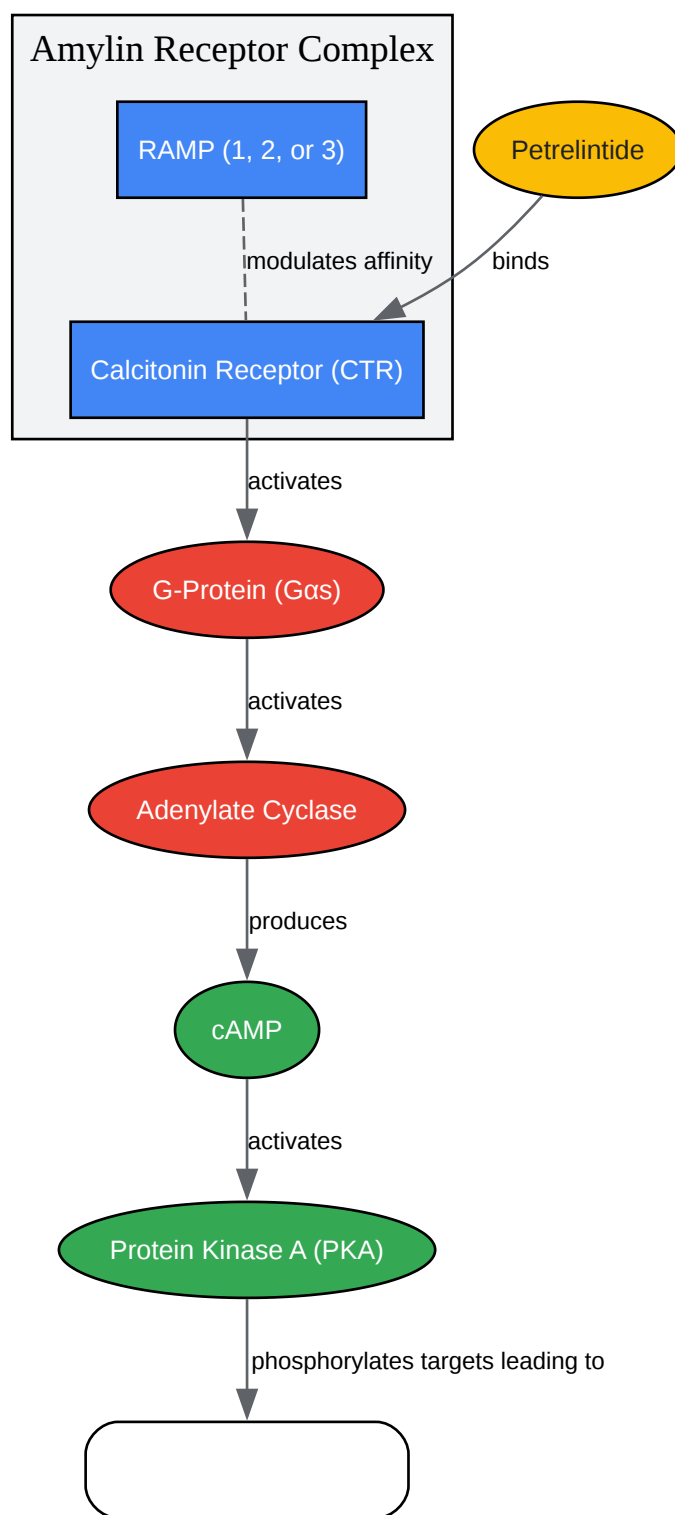 Amylin Receptor Complex
RAMP (1, 2, or 3)
Petrelintide
modulates affinity
binds
Calcitonin Receptor (CTR)
activates
G-Protein (Gαs)
activates
Adenylate Cyclase
produces
cAMP
activates
Protein Kinase A (PKA)
phosphorylates targets leading to